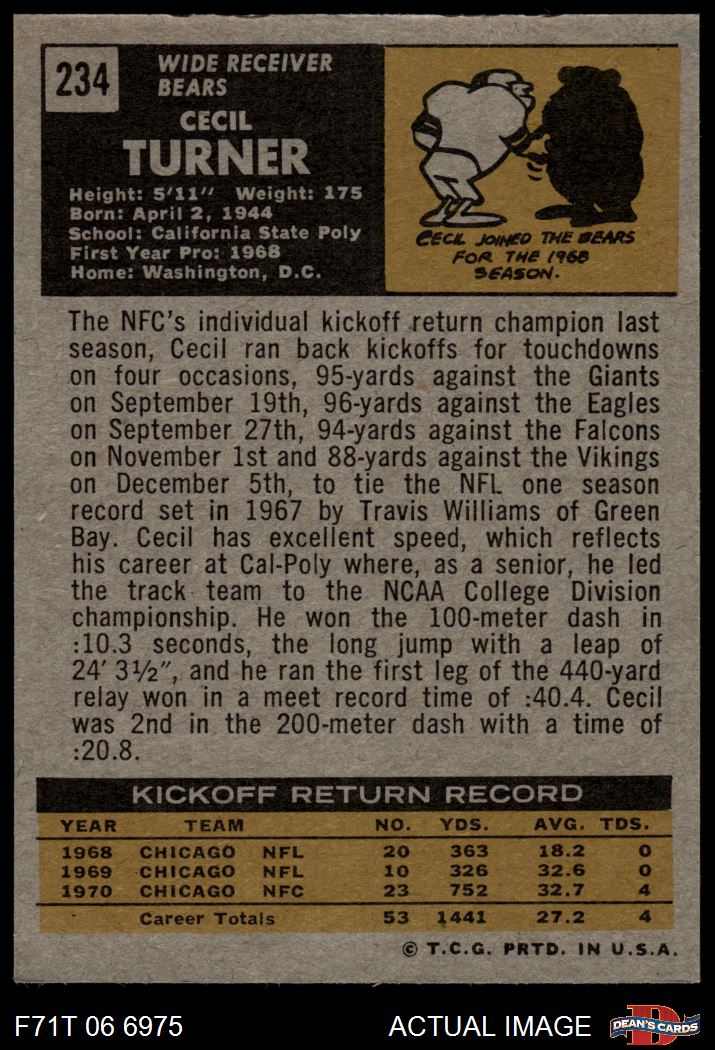 234
WIDE RECEIVER
BEARS
CECIL
TURNER
Height: 5'11" Weight: 175
Born: April 2, 1944
School: California State Poly
First Year Pro: 1968
Home: Washington, D.C.
CECIL JOINED THE BEARS
FOR THE 1968
SEASON.
The NFC's individual kickoff return champion last
season, Cecil ran back kickoffs for touchdowns
on four occasions, 95-yards against the Giants
on September 19th, 96-yards against the Eagles
on September 27th, 94-yards against the Falcons
on November 1st and 88-yards against the Vikings
on December 5th, to tie the NFL one season
record set in 1967 by Travis Williams of Green
Bay. Cecil has excellent speed, which reflects
his career at Cal-Poly where, as a senior, he led
the track team to the NCAA College Division
championship. He won the 100-meter dash in
:10.3 seconds, the long jump with a leap of
24' 3½", and he ran the first leg of the 440-yard
relay won in a meet record time of :40.4. Cecil
was 2nd in the 200-meter dash with a time of
:20.8.
KICKOFF RETURN RECORD
YEAR TEAM NO. YDS. AVG. TDS.
1968 CHICAGO NFL 20 363 18.2 0
1969 CHICAGO NFL 10 326 32.6 0
1970 CHICAGO NFC 23 752 32.7 4
Career Totals 53 1441 27.2 4
© T.C.G. PRTD. IN U.S.A.
F71T 06 6975 ACTUAL IMAGE DEAN'S CARDS